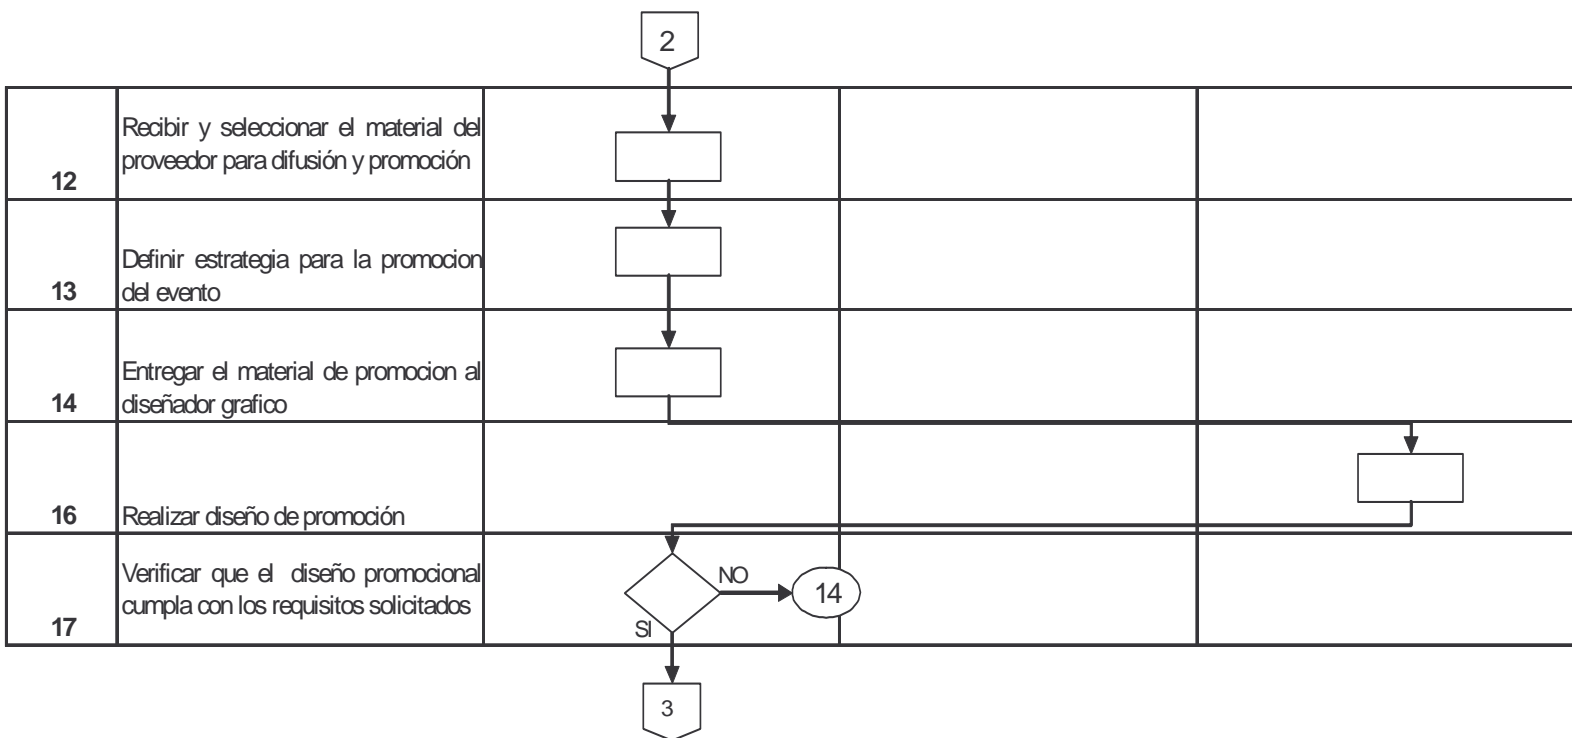 2
Recibir y seleccionar el material del
proveedor para difusión y promoción
12
Definir estrategia para la promocion
del evento
13
Entregar el material de promocion al
diseñador grafico
14
16 Realizar diseño de promoción
Verificar que el diseño promocional
cumpla con los requisitos solicitados
17
NO
14
SI
3